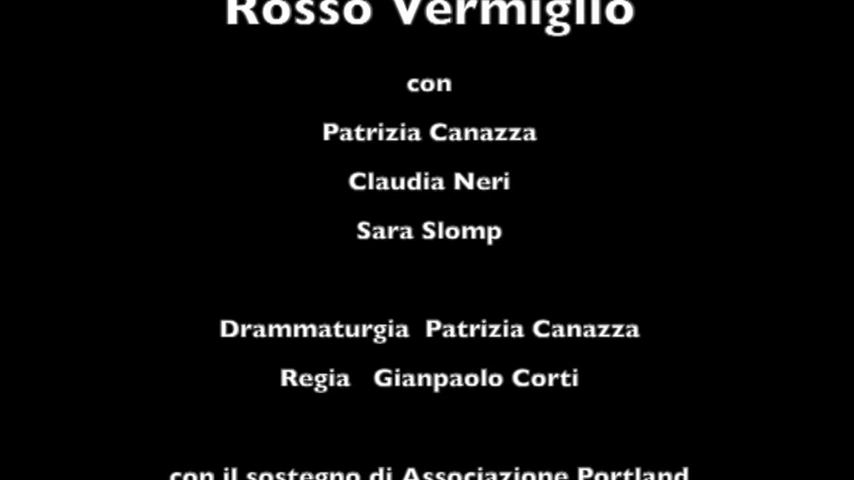 Rosso Vermiglio
con
Patrizia Canazza
Claudia Neri
Sara Slomp
Drammaturgia Patrizia Canazza
Regia Gianpaolo Corti
con il sostegno di Associazione Portland